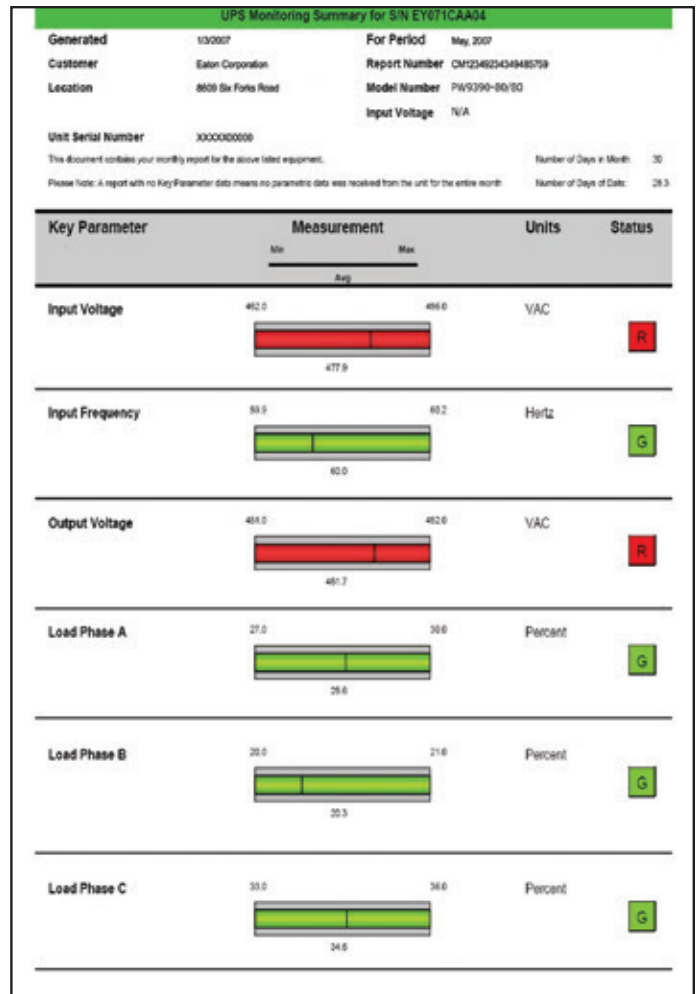 UPS Monitoring Summary for S/N EY071CAA04
Generated 1/3/2007 For Period May, 2007
Customer Eaton Corporation Report Number CM12349234349485759
Location 8609 Six Forks Road Model Number PW9390-80/80
Input Voltage N/A
Unit Serial Number XXXXXX00000
This document contains your monthly report for the above listed equipment. Number of Days in Month: 30
Please Note: A report with no Key Parameter data means no parametric data was received from the unit for the entire month Number of Days of Data: 28.3
Key Parameter Measurement Units Status
Min Max
Avg
Input Voltage 462.0 VAC
R
477.9
Input Frequency 59.9 60.2 Hertz
G
60.0
Output Voltage 462.0 VAC
R
461.7
Load Phase A 27.0 30.0 Percent
G
28.6
Load Phase B 20.0 21.0 Percent
G
20.3
Load Phase C 33.0 36.0 Percent
G
34.6